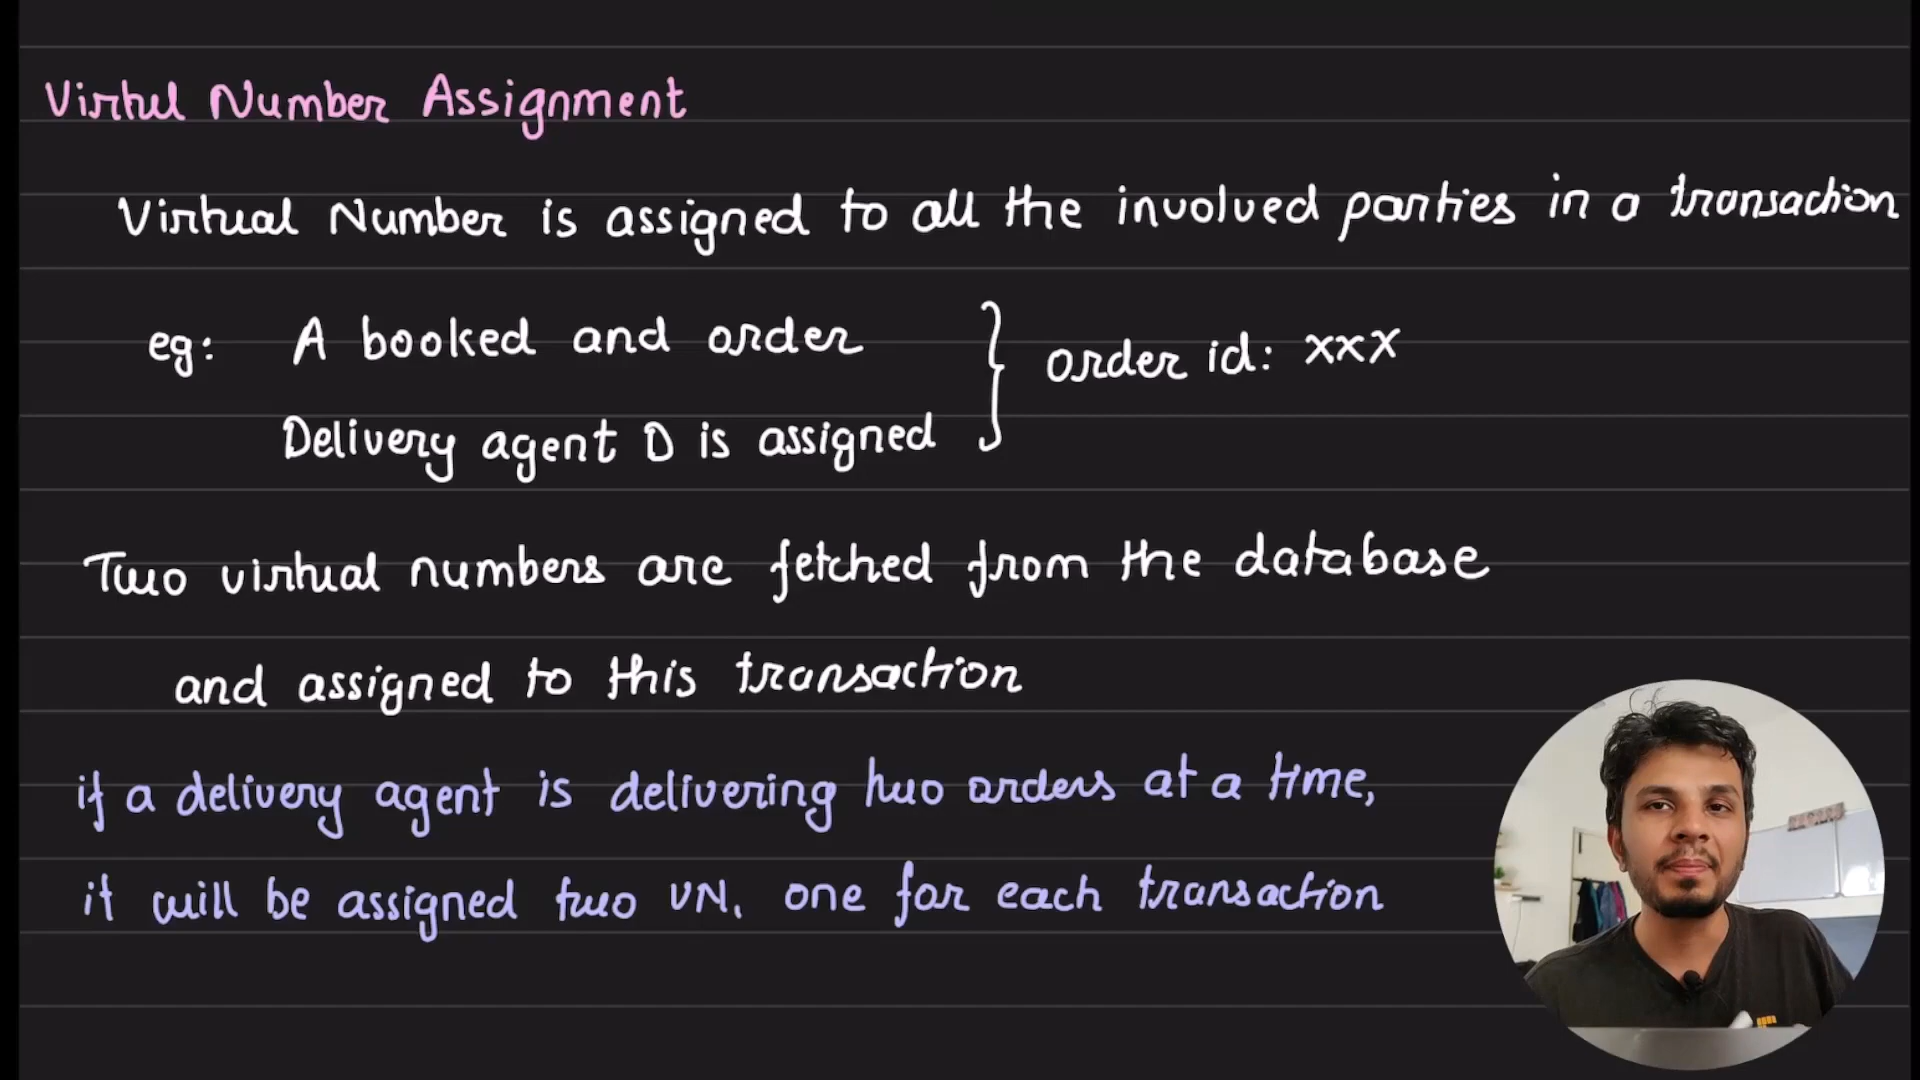 Virtul Number Assignment
Virtual Number is assigned to all the involved parties in a transaction
eg: A booked and order
order id: xxx
Delivery agent D is assigned
Two virtual numbers are fetched from the database
and assigned to this transaction
if a delivery agent is delivering two orders at a time,
it will be assigned two VN. one for each transaction